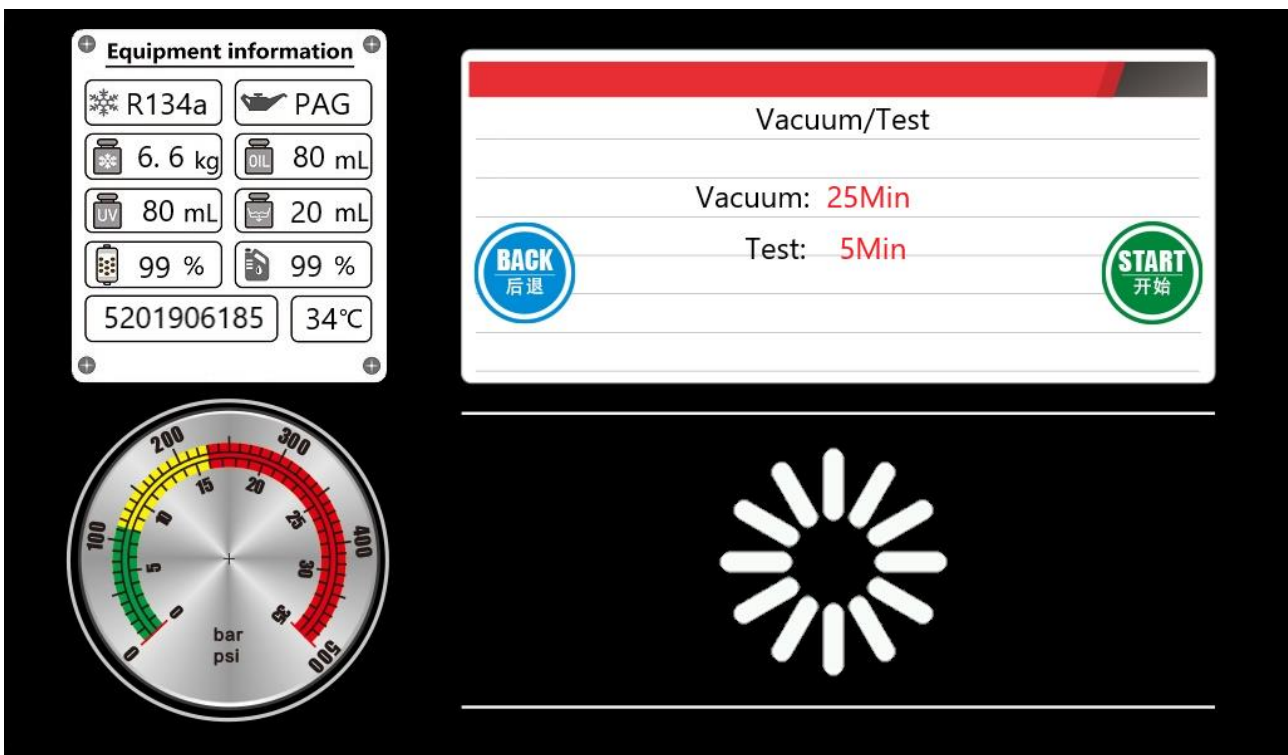 Equipment information
R134a
PAG
6. 6 kg
OIL
80 mL
UV
80 mL
20 mL
99 %
99 %
5201906185
34℃
Vacuum/Test
Vacuum: 25Min
Test: 5Min
BACK
后退
START
开始
0
100
200
300
400
500
0
5
10
15
20
25
30
35
bar
psi